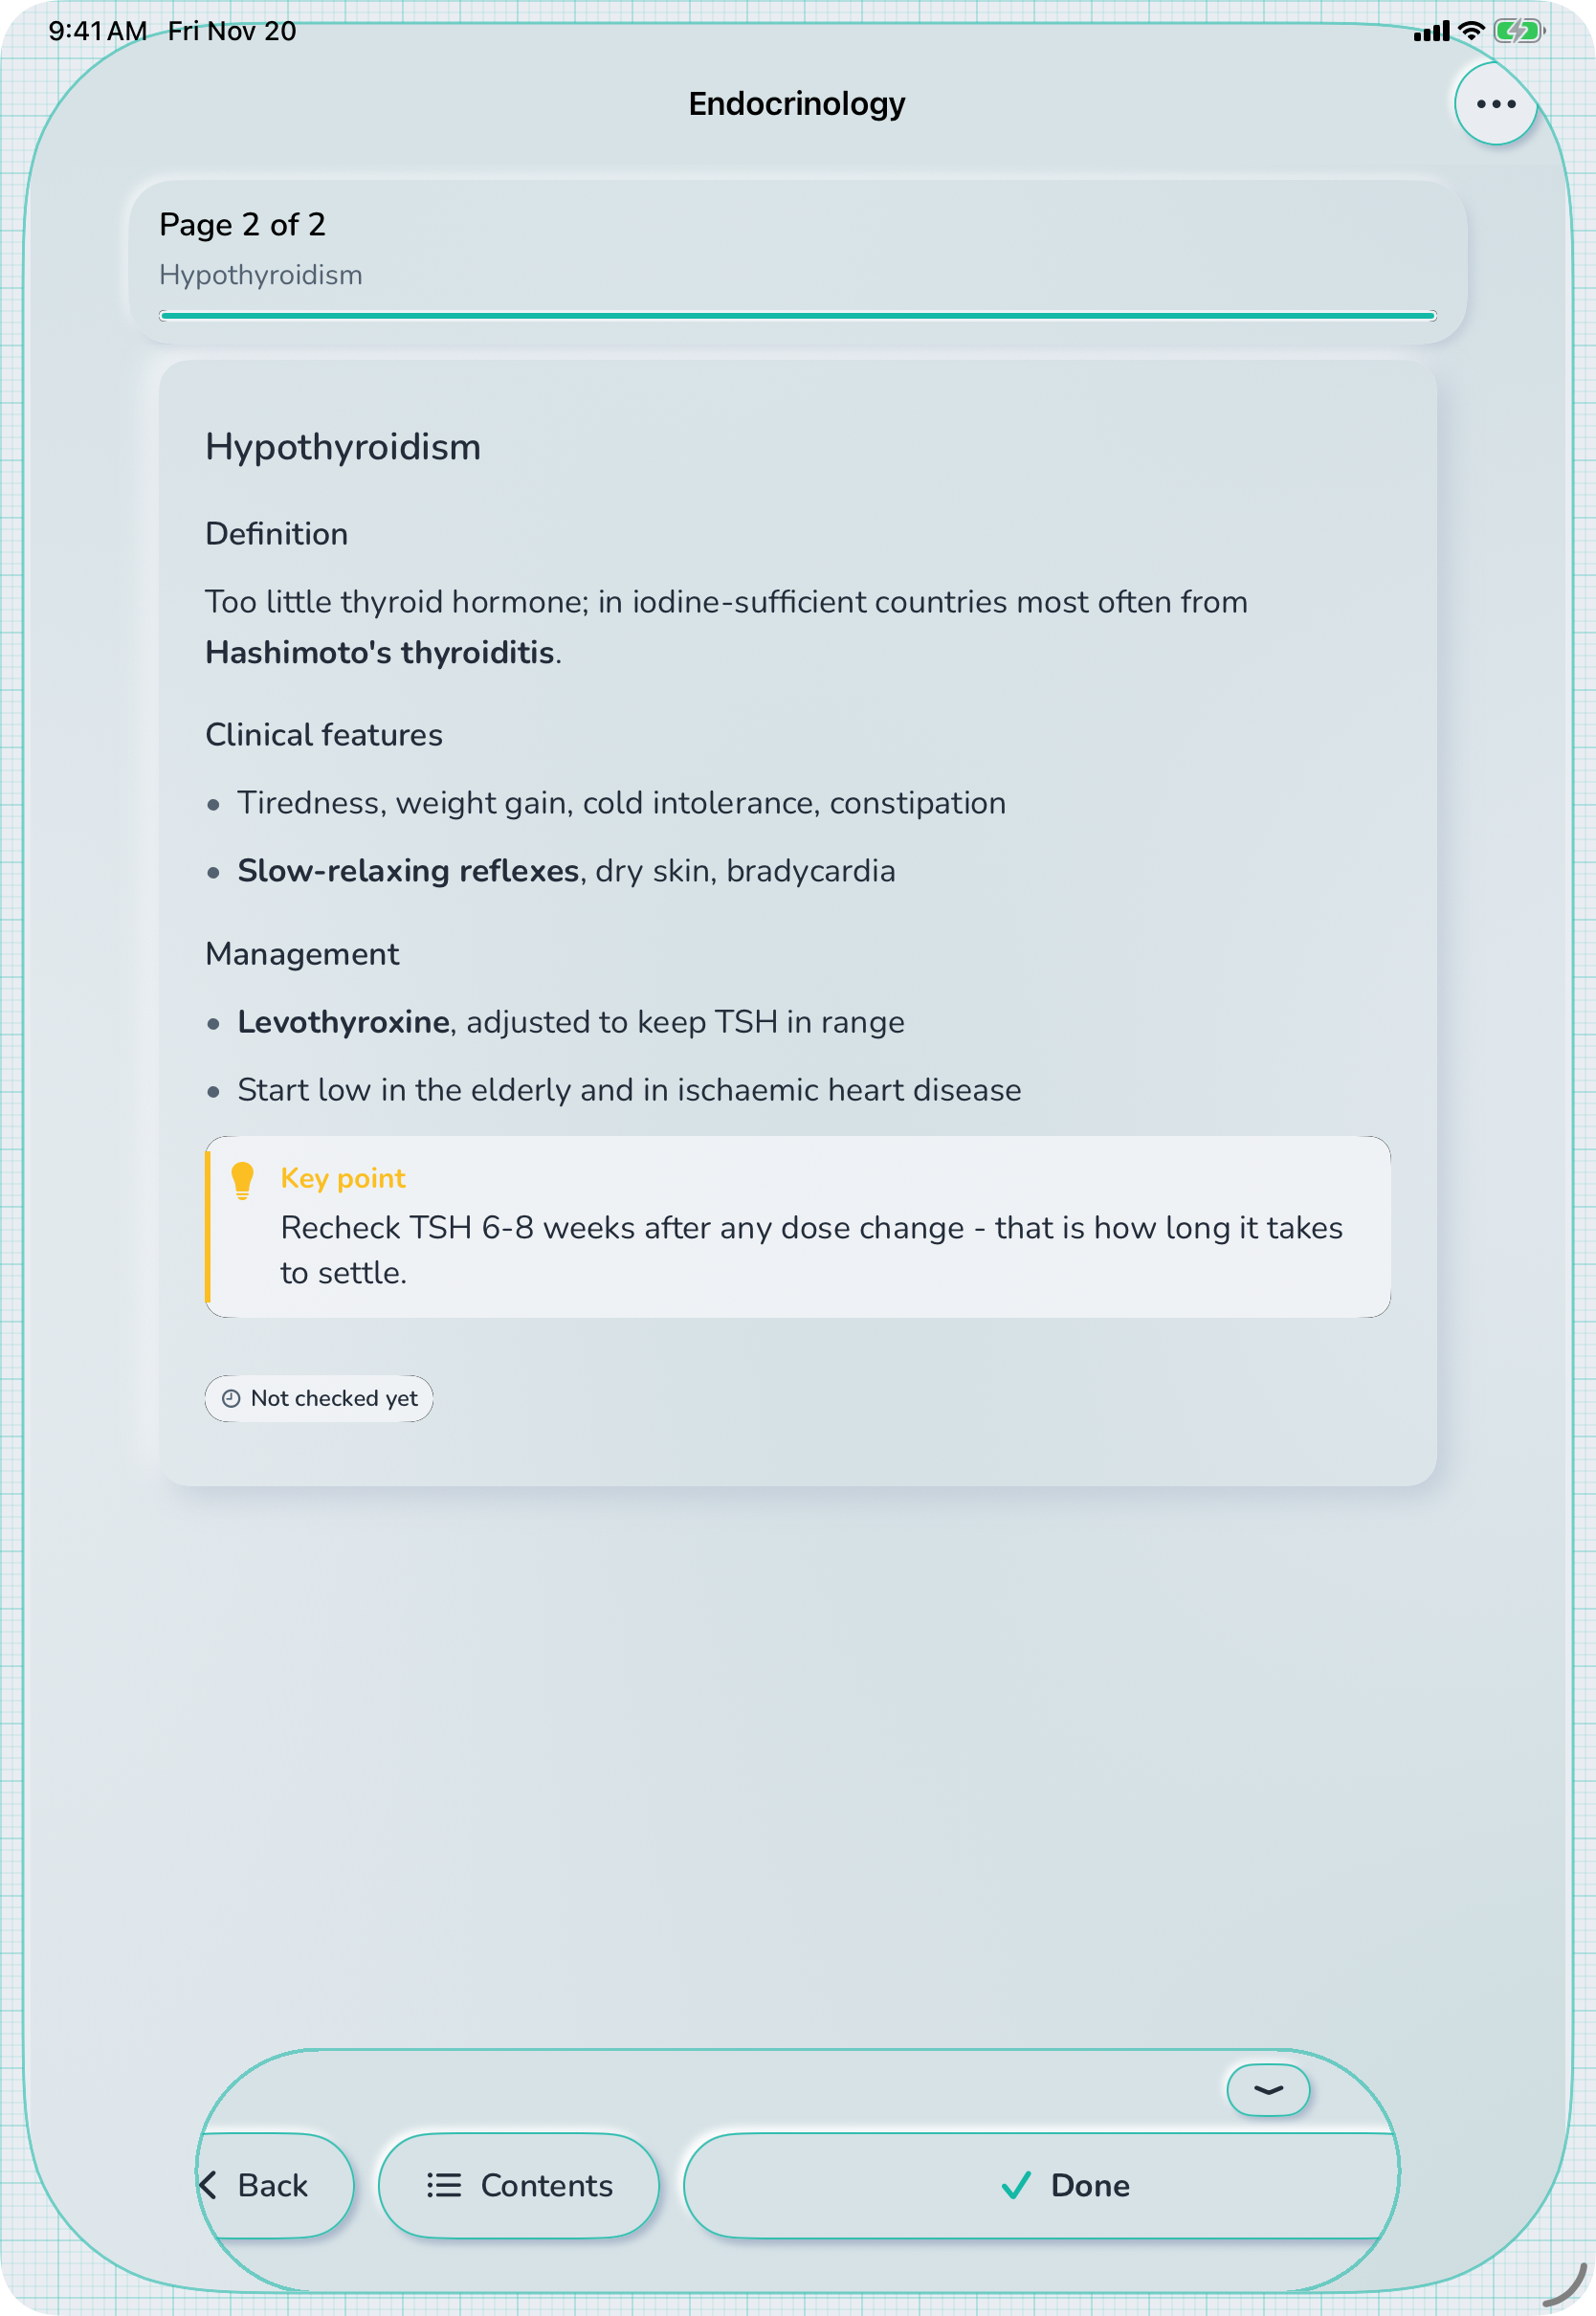 9:41 AM Fri Nov 20
Endocrinology
Page 2 of 2
Hypothyroidism
Hypothyroidism
Definition
Too little thyroid hormone; in iodine-sufficient countries most often from
Hashimoto's thyroiditis.
Clinical features
Tiredness, weight gain, cold intolerance, constipation
Slow-relaxing reflexes, dry skin, bradycardia
Management
Levothyroxine, adjusted to keep TSH in range
Start low in the elderly and in ischaemic heart disease
Key point
Recheck TSH 6-8 weeks after any dose change - that is how long it takes
to settle.
Not checked yet
Back Contents Done